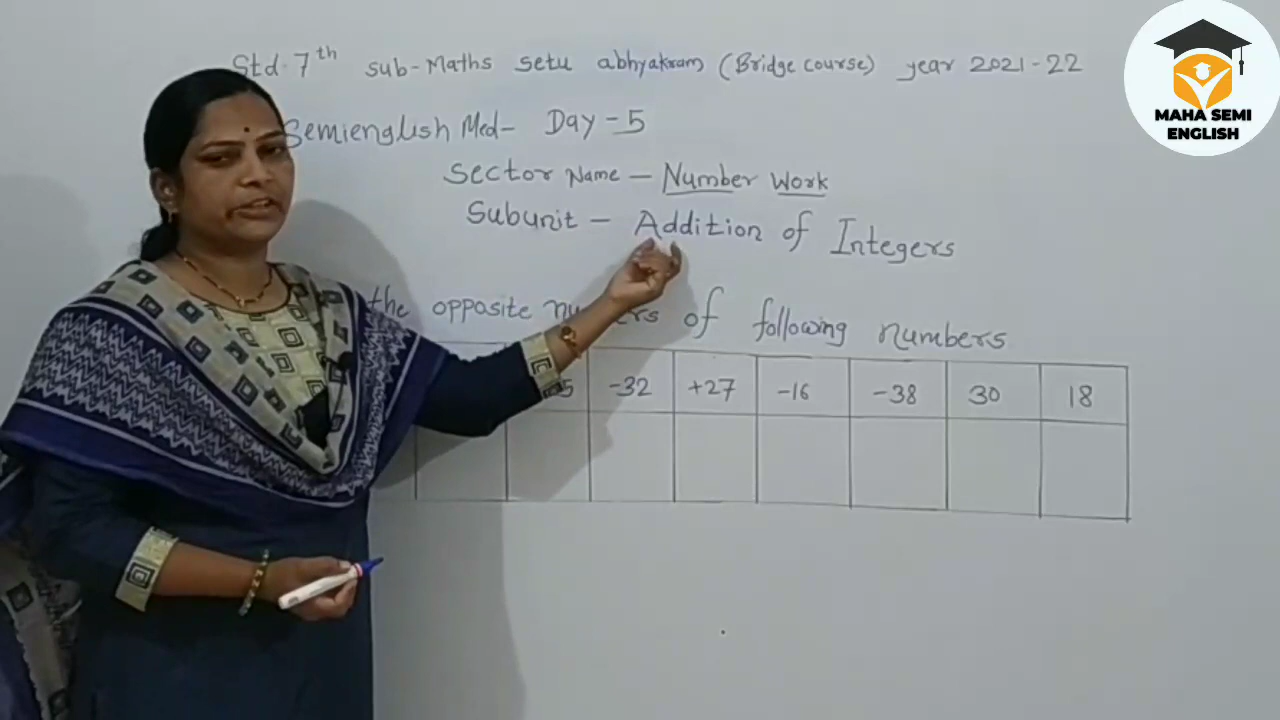 Std. 7th sub-Maths setu abhyakram (Bridge course) year 2021-22
Semienglish Med- Day-5
Sector Name - Number Work
Subunit - Addition of Integers
the opposite of following numbers
-32 +27 -16 -38 30 18
MAHA SEMI
ENGLISH